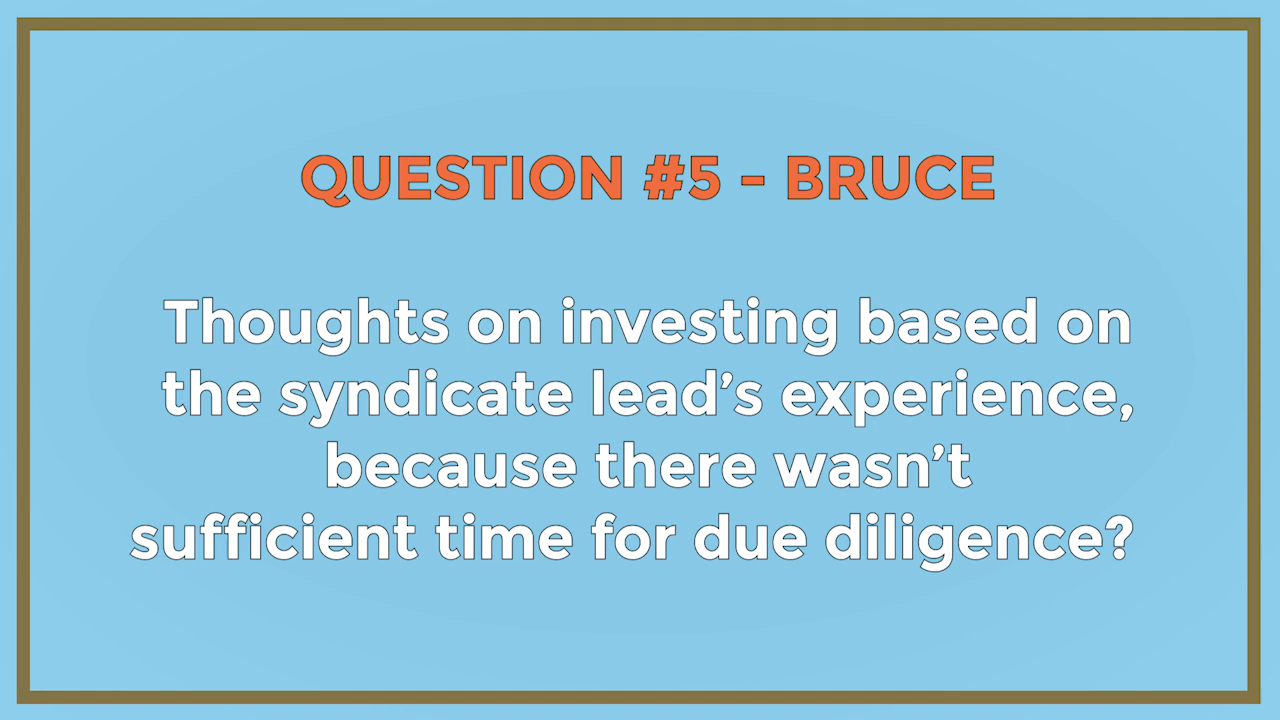 QUESTION #5 - BRUCE
Thoughts on investing based on
the syndicate lead’s experience,
because there wasn’t
sufficient time for due diligence?